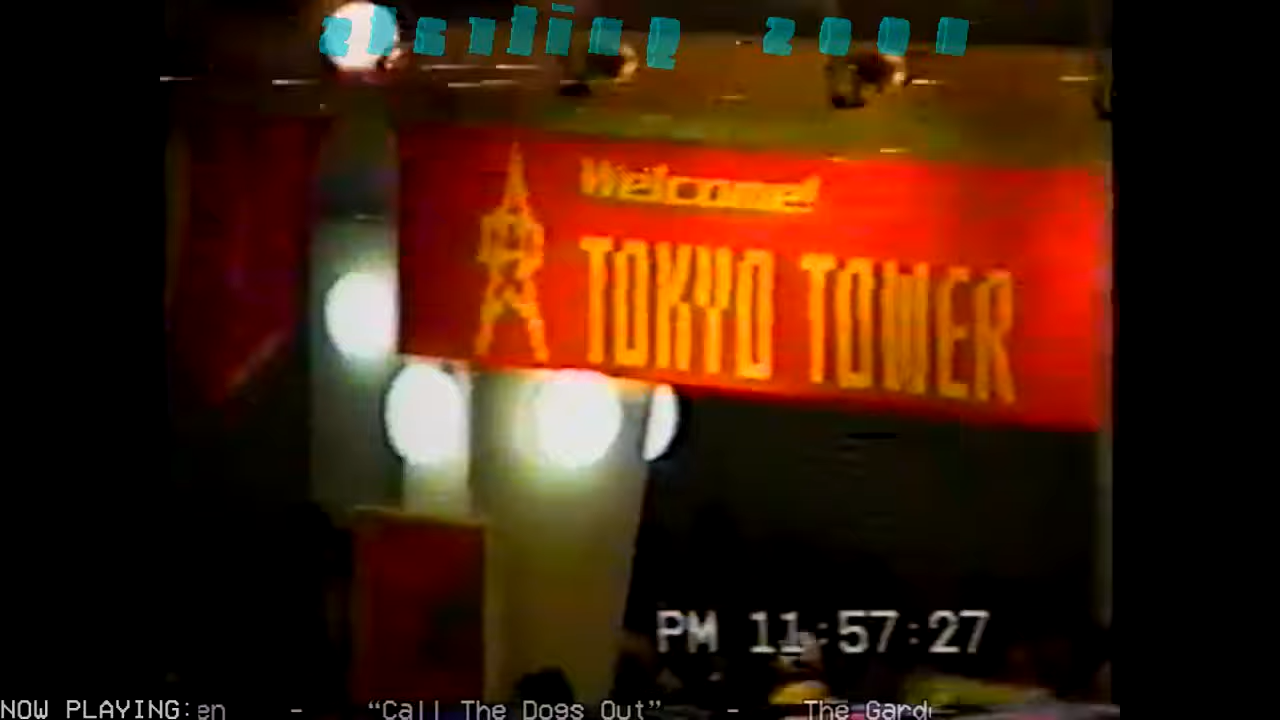 Welcome!
TOKYO TOWER
PM 11:57:27
NOW PLAYING:en - “Call The Dogs Out” - The Gard